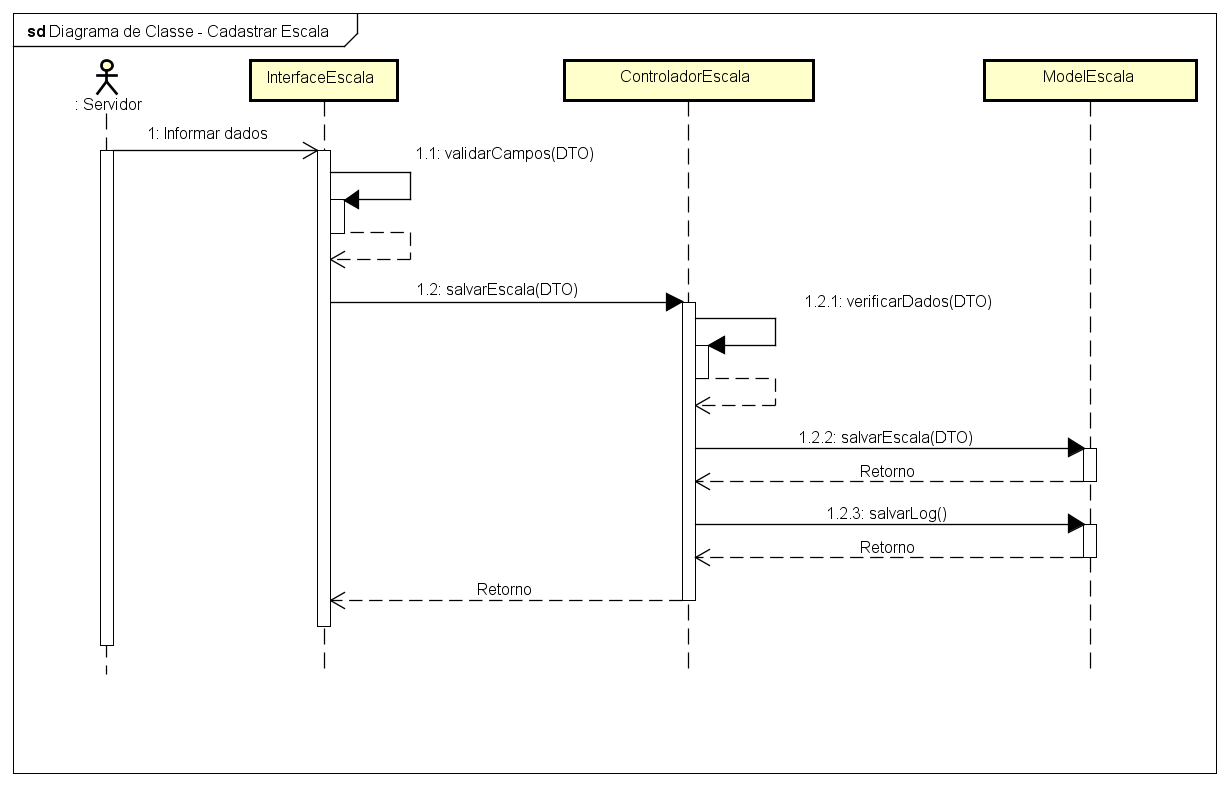 sd Diagrama de Classe - Cadastrar Escala
: Servidor
InterfaceEscala
ControladorEscala
ModelEscala
1: Informar dados
1.1: validarCampos(DTO)
1.2: salvarEscala(DTO)
1.2.1: verificarDados(DTO)
1.2.2: salvarEscala(DTO)
Retorno
1.2.3: salvarLog()
Retorno
Retorno